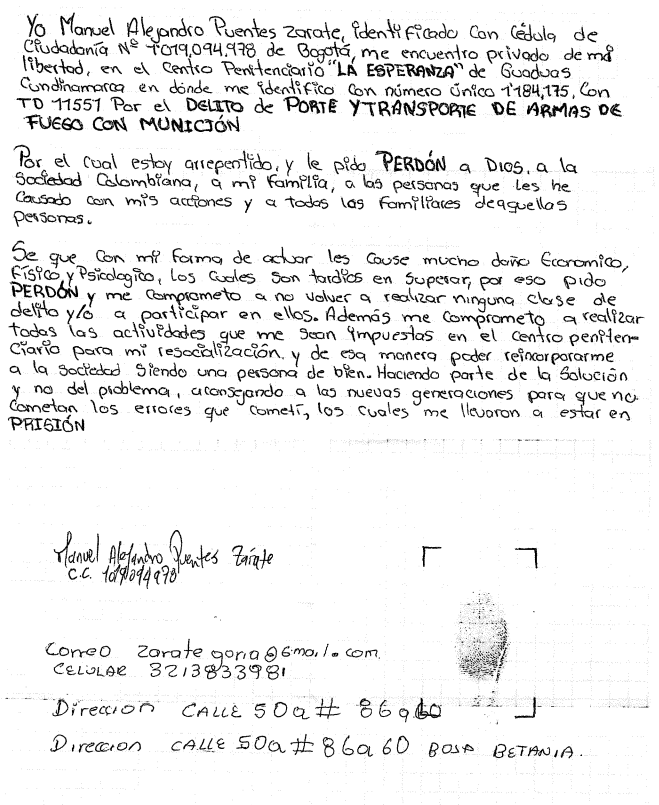 Yo Manuel Alejandro Puentes Zarate, identificado con Cédula de
Ciudadanía Nº 1'019,094,978 de Bogotá, me encuentro privado de mi
libertad, en el Centro Penitenciario "LA ESPERANZA" de Guaduas
Cundinamarca en dónde me identifico con número único 1'184,175, Con
TD 11551 Por el DELITO de PORTE Y TRANSPORTE DE ARMAS DE
FUEGO CON MUNICIÓN
Por el cual estoy arrepentido, y le pido PERDÓN a DIOS, a la
Sociedad Colombiana, a mi Familia, a las personas que les he
Causado con mis acciones y a todos los familiares de aquellas
personas.
Se que con mi forma de actuar les cause mucho daño Economico,
Físico y Psicologico, los cuales son tardios en superar, por eso pido
PERDÓN y me comprometo a no volver a realizar ninguna clase de
delito y/ó a participar en ellos. Además me comprometo a realizar
todas las actividades que me sean impuestas en el centro peniten-
ciario para mi resocialización, y de esa manera poder reincorporarme
a la sociedad siendo una persona de bien. Haciendo parte de la Solución
y no del problema, aconsejando a las nuevas generaciones para que no
cometan los errores que cometí, los cuales me llevaron a estar en
PRISIÓN
Manuel Alejandro Puentes Zárate
C.C. 1019094978
Correo zarategoria@Gmail.com
CELULAR 3213833981
Direccion CALLE 50a # 86a 60
Direccion CALLE 50a # 86a 60 BOSA BETANIA.